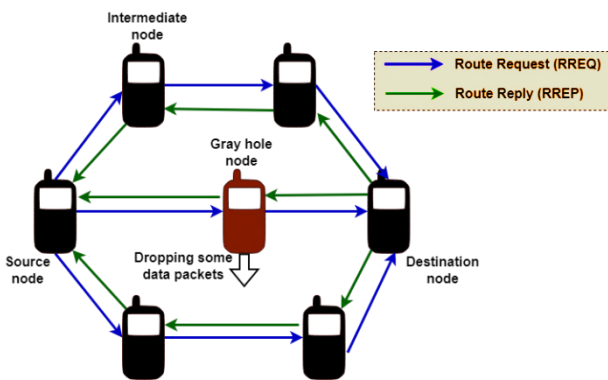 Intermediate
node
Route Request (RREQ)
Route Reply (RREP)
Gray hole
node
Source
node
Dropping some
data packets
Destination
node